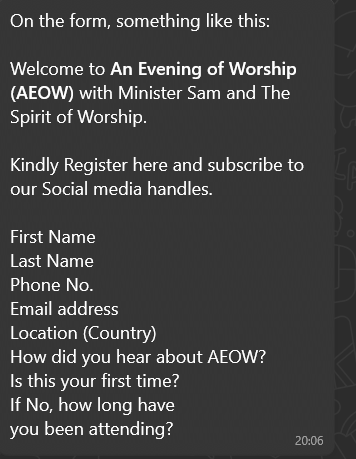 On the form, something like this:
Welcome to An Evening of Worship
(AEOW) with Minister Sam and The
Spirit of Worship.
Kindly Register here and subscribe to
our Social media handles.
First Name
Last Name
Phone No.
Email address
Location (Country)
How did you hear about AEOW?
Is this your first time?
If No, how long have
you been attending?
20:06